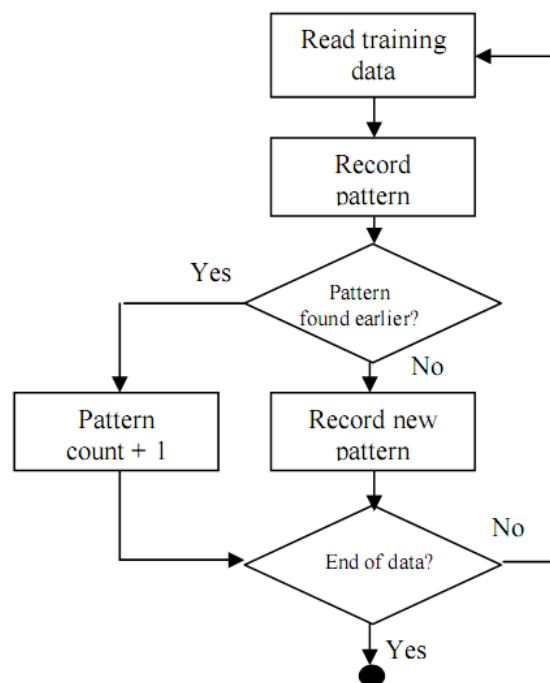 Read training
data
Record
pattern
Yes
Pattern
found earlier?
No
Pattern
count + 1
Record new
pattern
No
End of data?
Yes